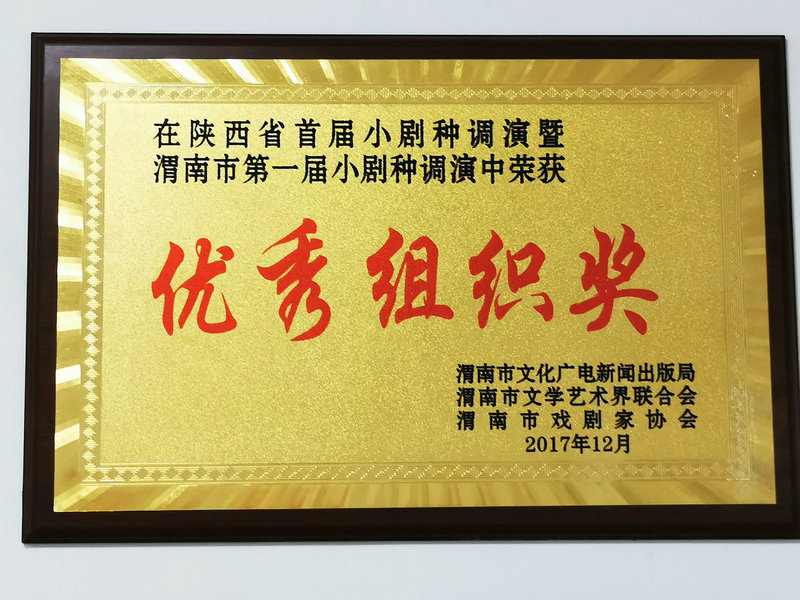 在陕西省首届小剧种调演暨
渭南市第一届小剧种调演中荣获
优秀组织奖
渭南市文化广电新闻出版局
渭南市文学艺术界联合会
渭南市戏剧家协会
2017年12月